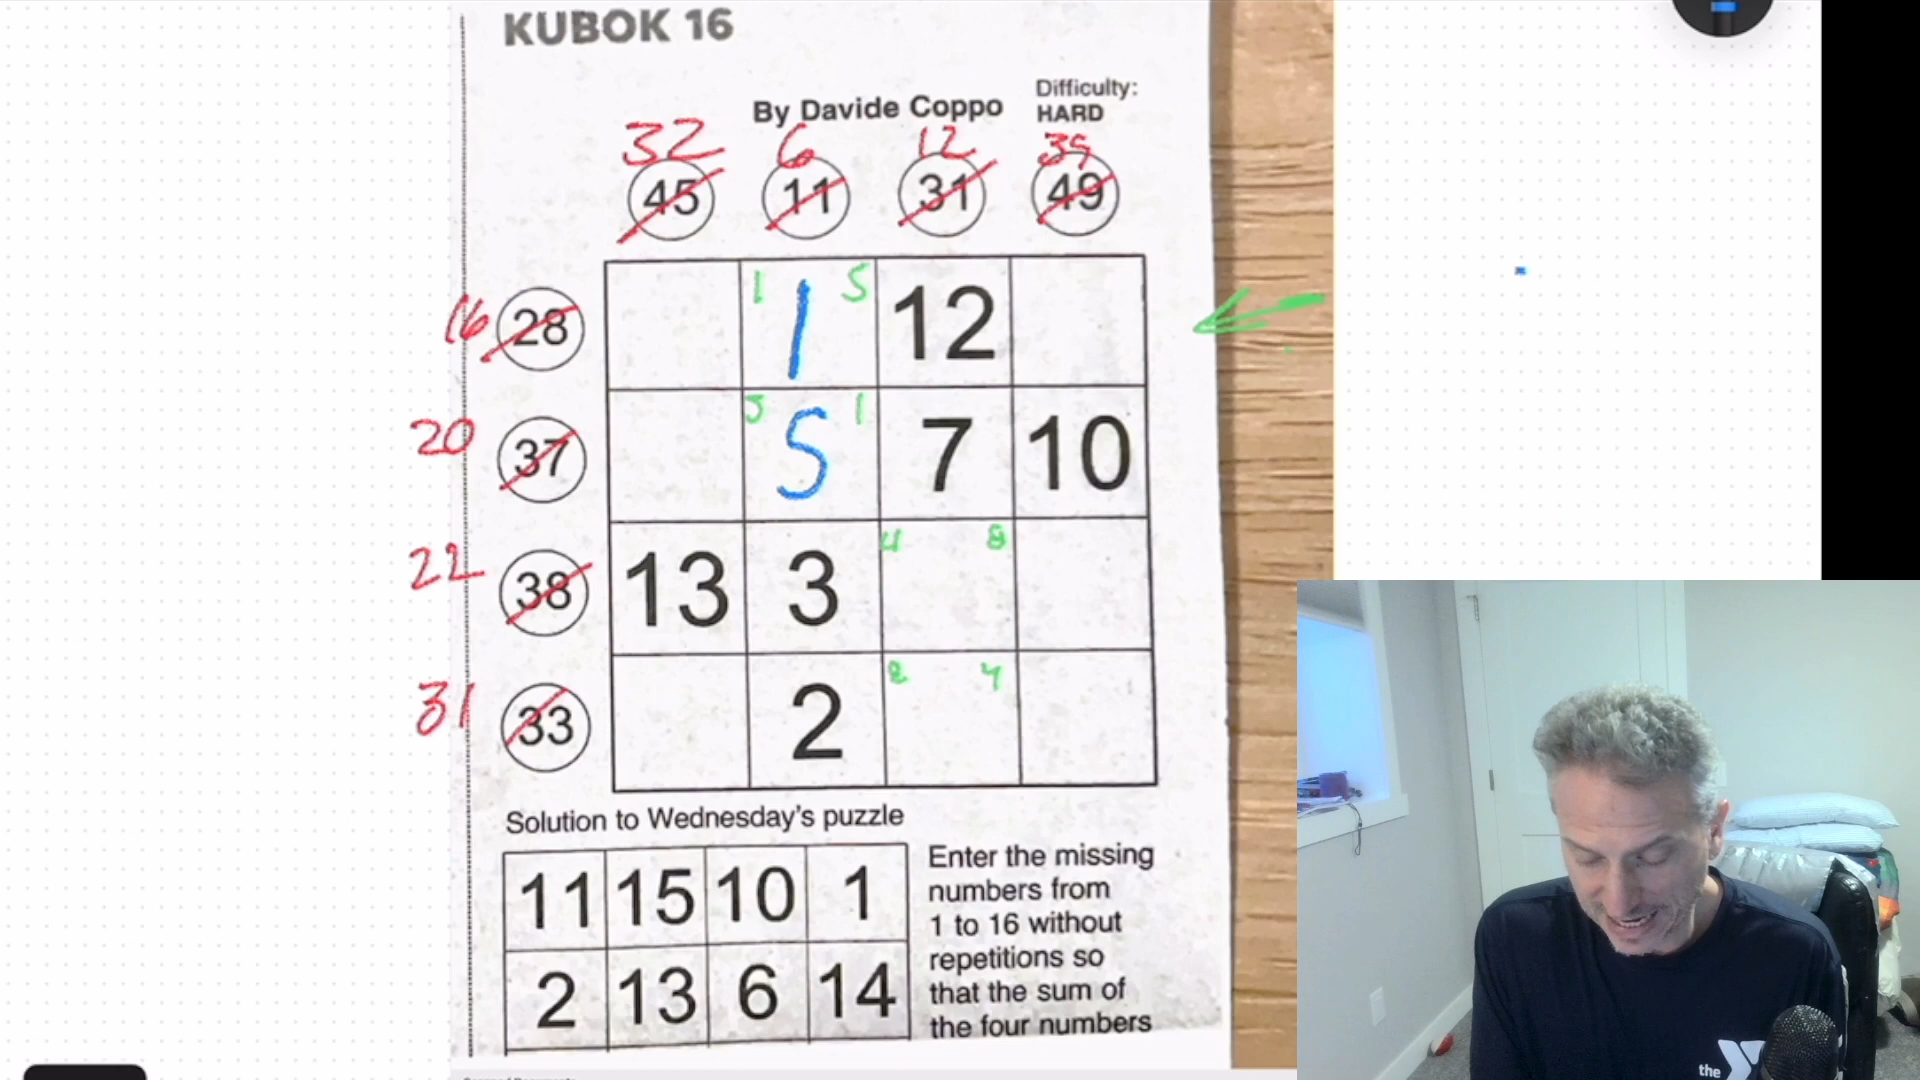 KUBOK 16
By Davide Coppo
Difficulty:
HARD
32 6 12 39
45 11 31 49
16 28 1 1 5 12
20 37 5 5 1 7 10
22 38 13 3 4 8
31 33 2 8 4
Solution to Wednesday's puzzle
11 15 10 1
2 13 6 14
Enter the missing
numbers from
1 to 16 without
repetitions so
that the sum of
the four numbers
the Y